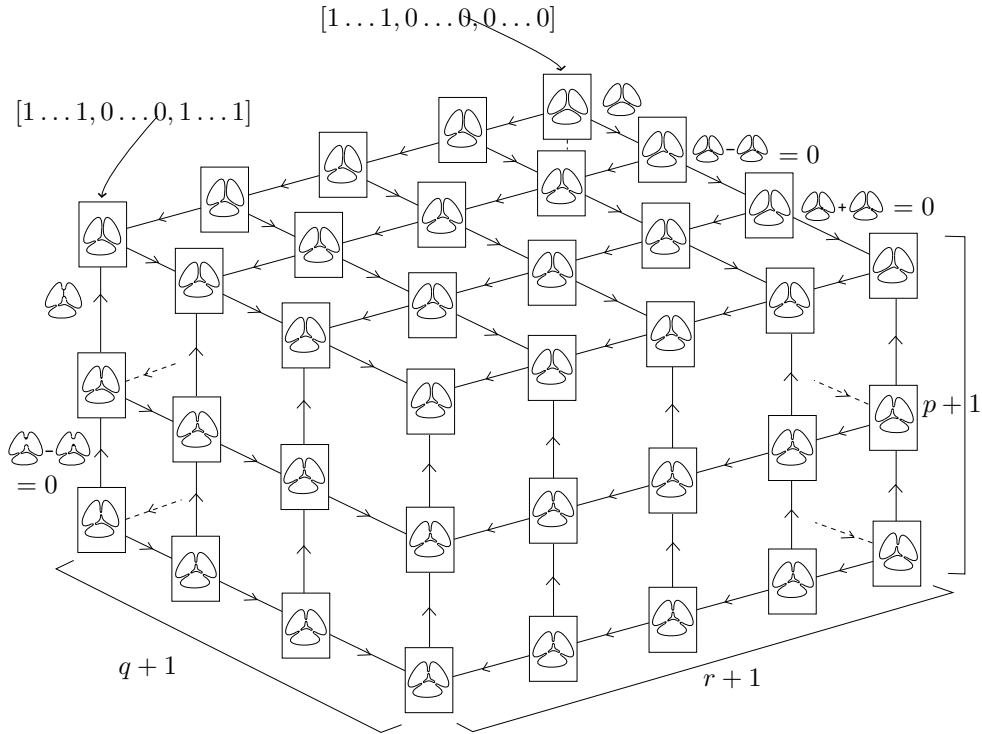 [1 … 1, 0 … 0, 0 … 0]
[1 … 1, 0 … 0, 1 … 1]
- = 0
+ = 0
p + 1
- = 0
q + 1
r + 1